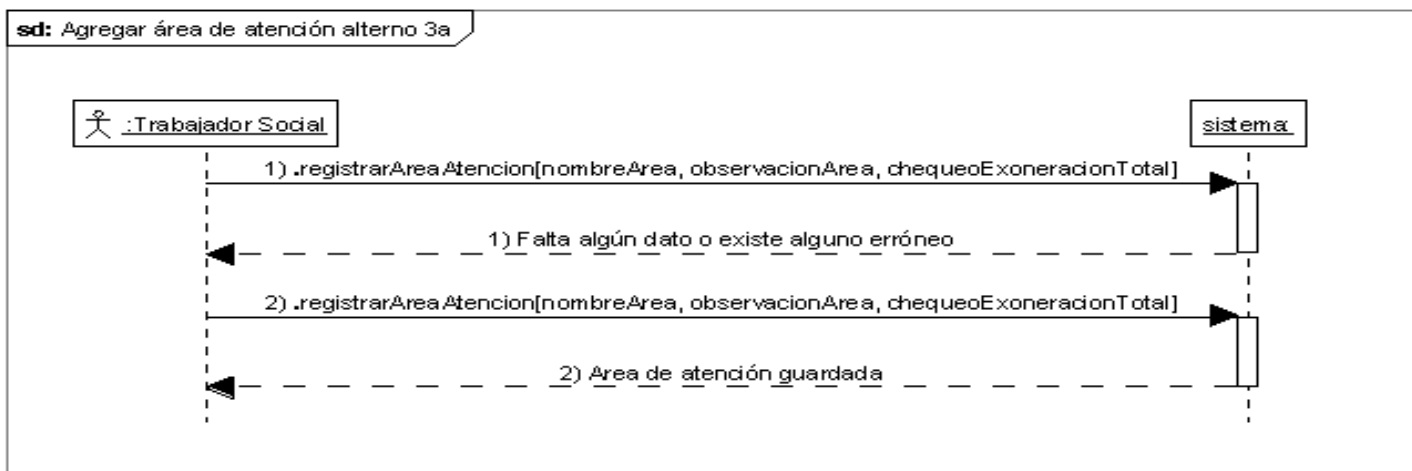 sd: Agregar área de atención alterno 3a
:Trabajador Social
sistema:
1) .registrarAreaAtencion[nombreArea, observacionArea, chequeoExoneracionTotal]
1) Falta algún dato o existe alguno erróneo
2) .registrarAreaAtencion[nombreArea, observacionArea, chequeoExoneracionTotal]
2) Area de atención guardada